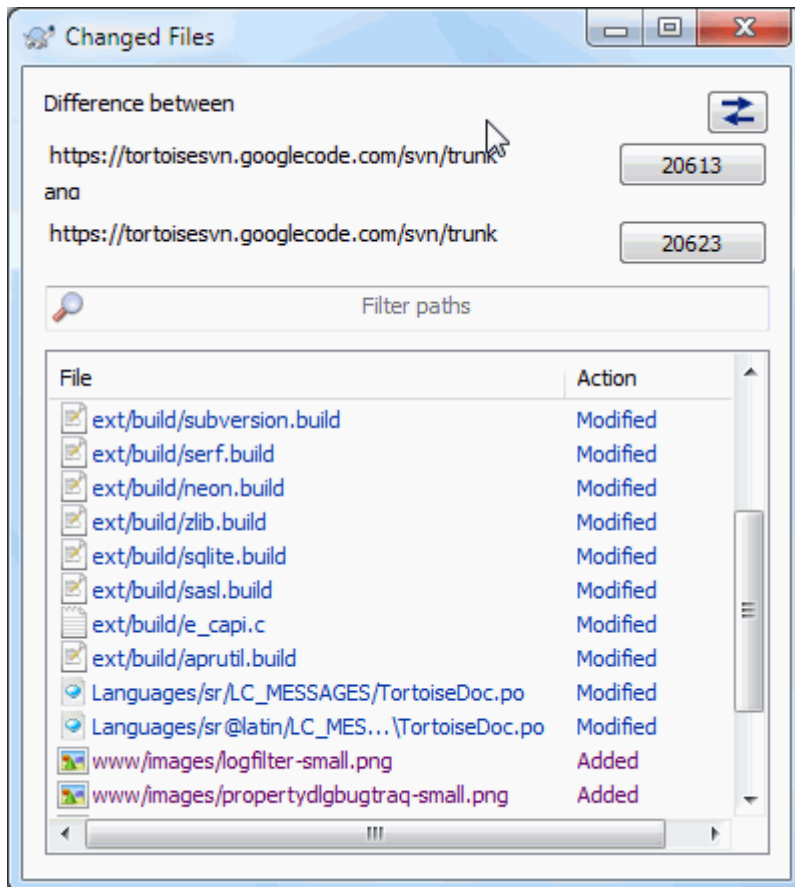 Changed Files
Difference between
https://tortoisesvn.googlecode.com/svn/trunk 20613
and
https://tortoisesvn.googlecode.com/svn/trunk 20623
Filter paths
File Action
ext/build/subversion.build Modified
ext/build/serf.build Modified
ext/build/neon.build Modified
ext/build/zlib.build Modified
ext/build/sqlite.build Modified
ext/build/sasl.build Modified
ext/build/e_capi.c Modified
ext/build/aprutil.build Modified
Languages/sr/LC_MESSAGES/TortoiseDoc.po Modified
Languages/sr@latin/LC_MES...\TortoiseDoc.po Modified
www/images/logfilter-small.png Added
www/images/propertydlgbugtraq-small.png Added